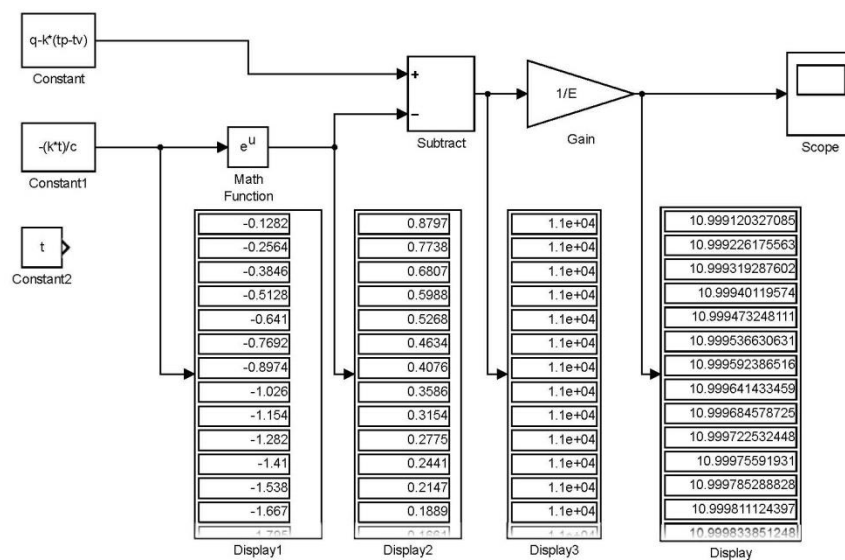 q-k*(tp-tv)
Constant
+
−
Subtract
1/E
Gain
Scope
-(k*t)/c
Constant1
e^u
Math
Function
t
Constant2
-0.1282
-0.2564
-0.3846
-0.5128
-0.641
-0.7692
-0.8974
-1.026
-1.154
-1.282
-1.41
-1.538
-1.667
-1.795
Display1
0.8797
0.7738
0.6807
0.5988
0.5268
0.4634
0.4076
0.3586
0.3154
0.2775
0.2441
0.2147
0.1889
0.1661
Display2
1.1e+04
1.1e+04
1.1e+04
1.1e+04
1.1e+04
1.1e+04
1.1e+04
1.1e+04
1.1e+04
1.1e+04
1.1e+04
1.1e+04
1.1e+04
1.1e+04
Display3
10.999120327085
10.999226175563
10.999319287602
10.99940119574
10.999473248111
10.999536630631
10.999592386516
10.999641433459
10.999684578725
10.999722532448
10.99975591931
10.999785288828
10.999811124397
10.999833851248
Display